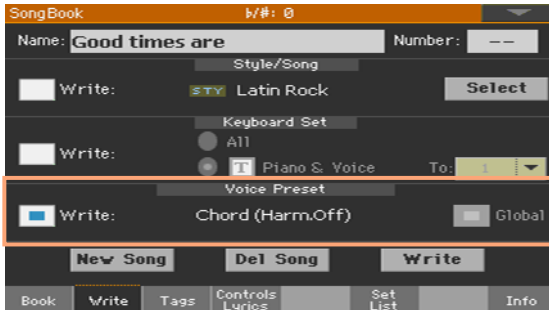 SongBook ♭/#: 0
Name: Good times are Number: --
Style/Song
Write: STY Latin Rock Select
Keyboard Set
All
Write: T Piano & Voice To: 1
Voice Preset
Write: Chord (Harm.Off) Global
New Song Del Song Write
Book Write Tags Controls Lyrics Set List Info